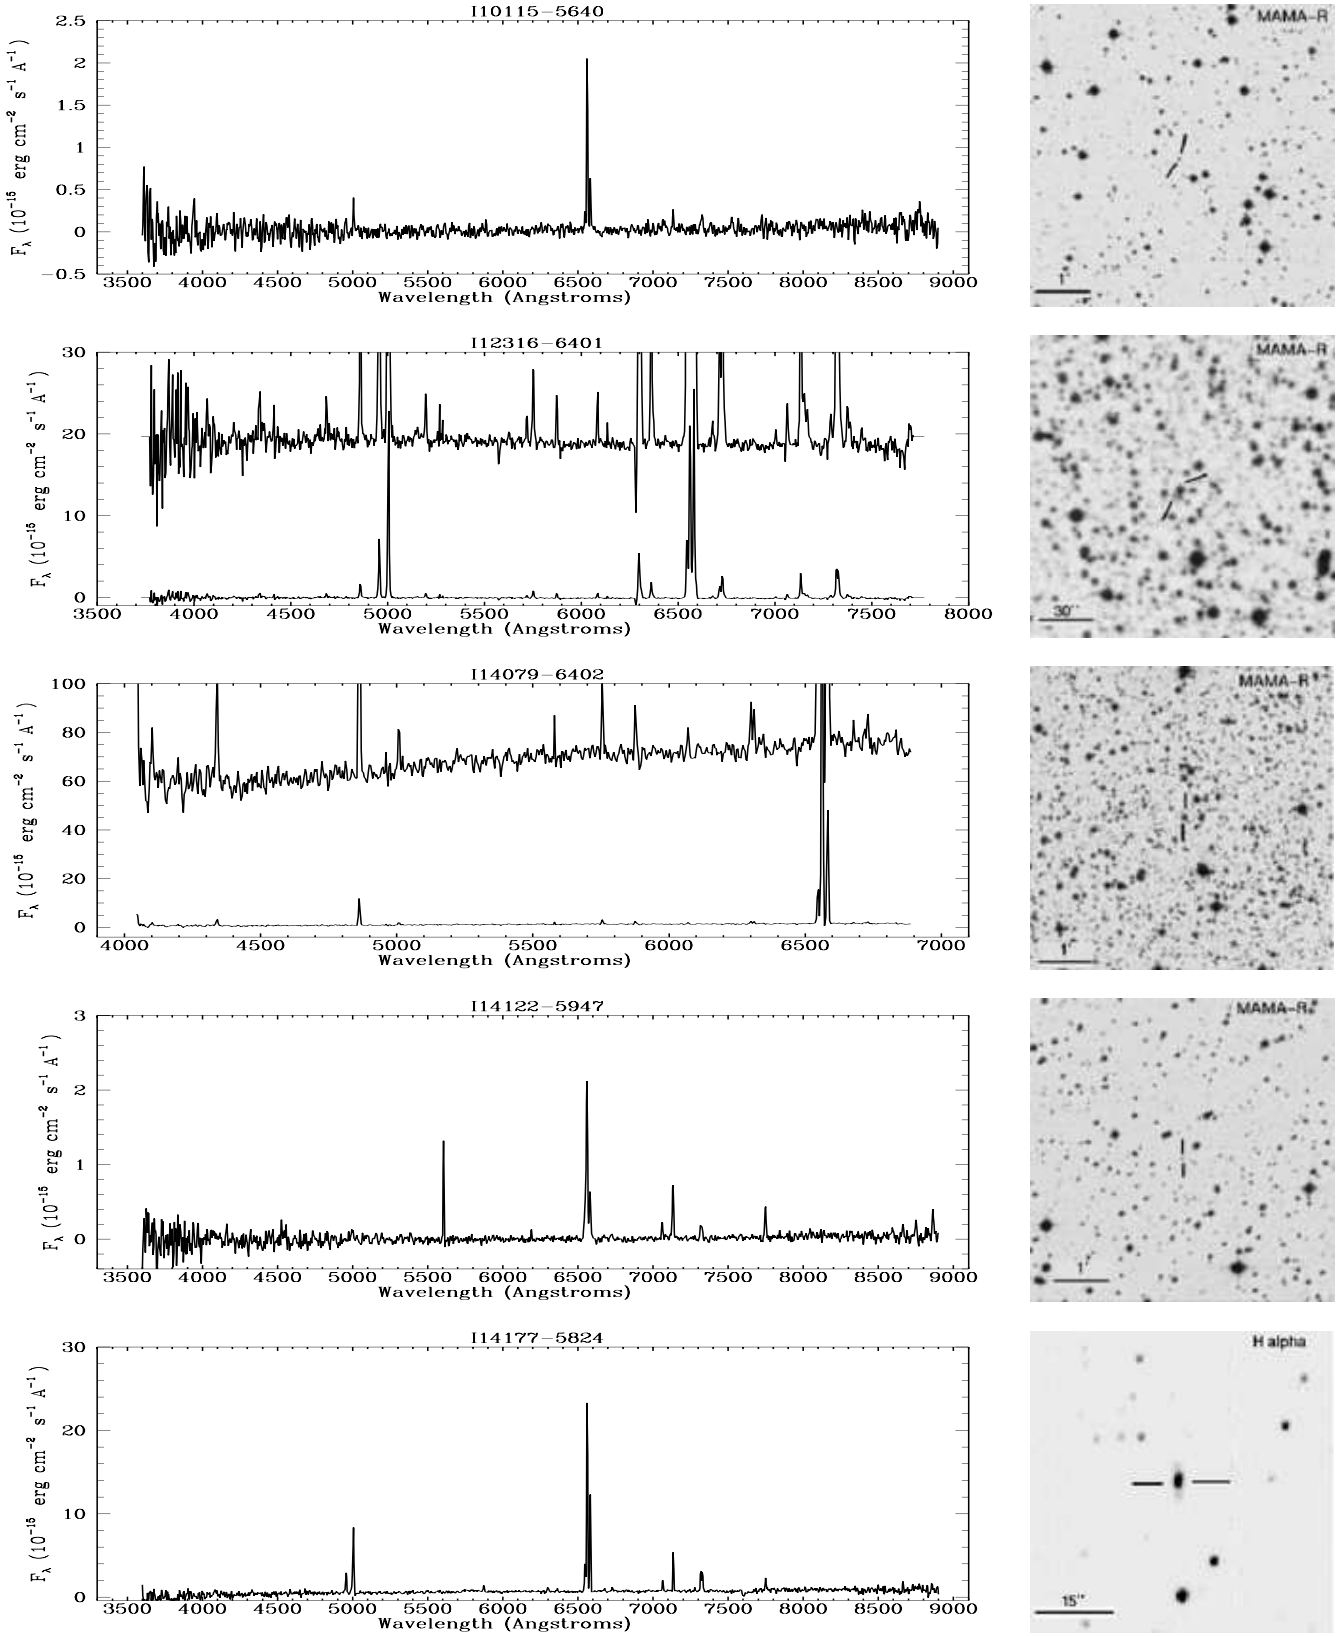 I10115-5640
MAMA-R
2.5
2
1.5
1
0.5
0
-0.5
F_λ (10^-15 erg cm^-2 s^-1 A^-1)
3500 4000 4500 5000 5500 6000 6500 7000 7500 8000 8500 9000
Wavelength (Angstroms)
1'
I12316-6401
MAMA-R
30
20
10
0
F_λ (10^-15 erg cm^-2 s^-1 A^-1)
3500 4000 5000 6000 7000 8000
Wavelength (Angstroms)
30''
I14079-6402
MAMA-R
100
80
60
40
20
0
F_λ (10^-15 erg cm^-2 s^-1 A^-1)
4000 4500 5000 5500 6000 6500 7000
Wavelength (Angstroms)
1'
I14122-5947
MAMA-R
3
2
1
0
F_λ (10^-15 erg cm^-2 s^-1 A^-1)
3500 4000 4500 5000 5500 6000 6500 7000 7500 8000 8500 9000
Wavelength (Angstroms)
1'
I14177-5824
H alpha
30
20
10
0
F_λ (10^-15 erg cm^-2 s^-1 A^-1)
3500 4000 4500 5000 5500 6000 6500 7000 7500 8000 8500 9000
Wavelength (Angstroms)
15''